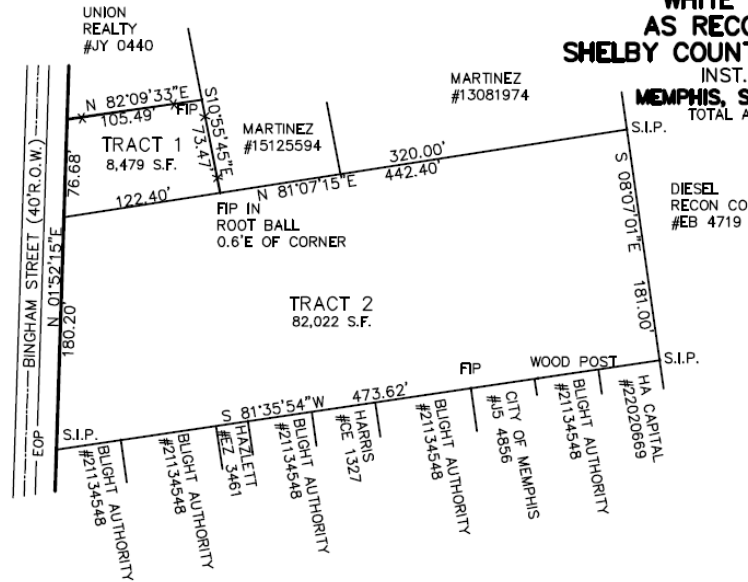 UNION
REALTY
#JY 0440
WHITE
AS RECO
SHELBY COUNT
INST.
MEMPHIS, S
TOTAL A
MARTINEZ
#13081974
N 82°09'33"E
105.49'
FIP
S10°55'45"E
73.47'
TRACT 1
8,479 S.F.
MARTINEZ
#15125594
S.I.P.
76.68'
122.40'
N 81°07'15"E
320.00'
442.40'
FIP IN
ROOT BALL
0.6'E OF CORNER
S 08°07'01"E
181.00'
DIESEL
RECON CO
#EB 4719
BINGHAM STREET (40'R.O.W.)
N 01°52'15"E
180.20'
EOP
TRACT 2
82,022 S.F.
S.I.P.
S 81°35'54"W
473.62'
FIP
WOOD POST
S.I.P.
BLIGHT AUTHORITY
#21134548
BLIGHT AUTHORITY
#21134548
HAZLETT
#EZ 3461
BLIGHT AUTHORITY
#21134548
HARRIS
#CE 1327
BLIGHT AUTHORITY
#21134548
CITY OF MEMPHIS
#J5 4856
BLIGHT AUTHORITY
#21134548
HA CAPITAL
#22020669